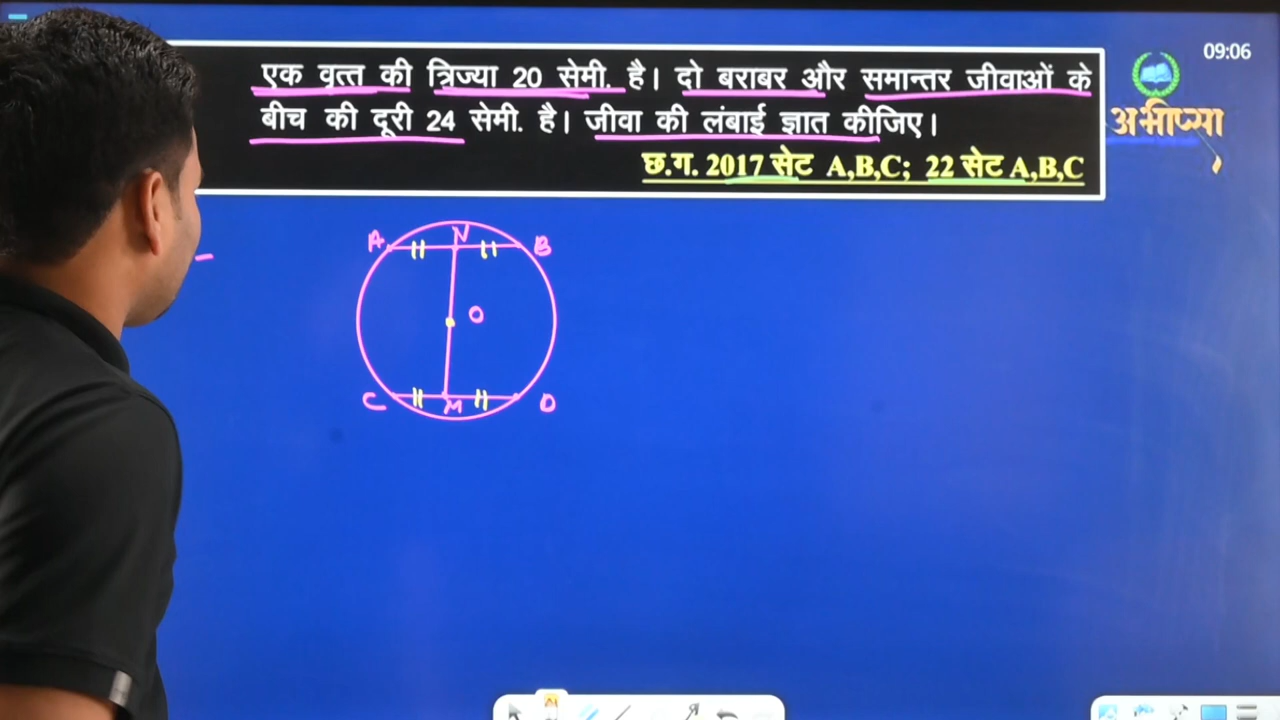 09:06
एक वृत्त की त्रिज्या 20 सेमी. है। दो बराबर और समान्तर जीवाओं के
बीच की दूरी 24 सेमी. है। जीवा की लंबाई ज्ञात कीजिए।
छ.ग. 2017 सेट A,B,C; 22 सेट A,B,C
अभीप्सा
A N B
O
C M D